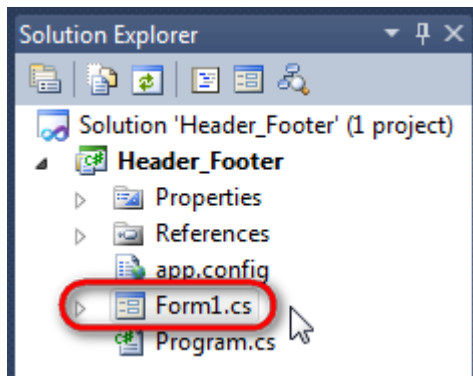 Solution Explorer
Solution 'Header_Footer' (1 project)
C# Header_Footer
Properties
References
app.config
Form1.cs
C# Program.cs